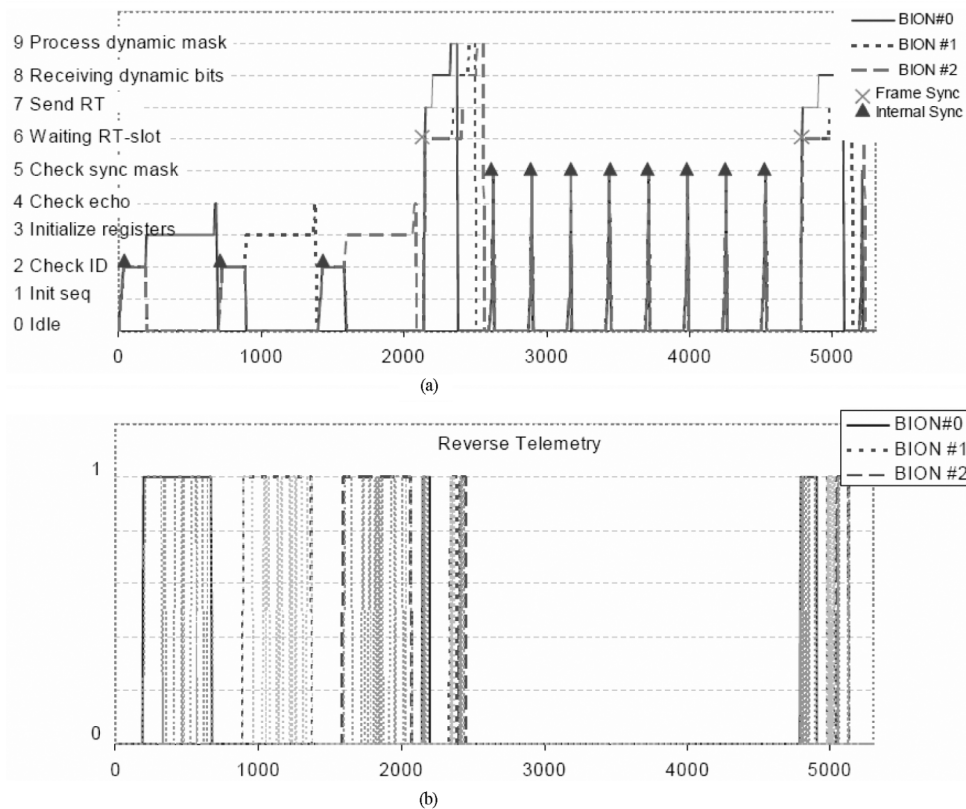 9 Process dynamic mask
8 Receiving dynamic bits
7 Send RT
6 Waiting RT-slot
5 Check sync mask
4 Check echo
3 Initialize registers
2 Check ID
1 Init seq
0 Idle
0 1000 2000 3000 4000 5000
BION#0
BION #1
BION #2
Frame Sync
Internal Sync
(a)
Reverse Telemetry
1
0
0 1000 2000 3000 4000 5000
BION#0
BION #1
BION #2
(b)